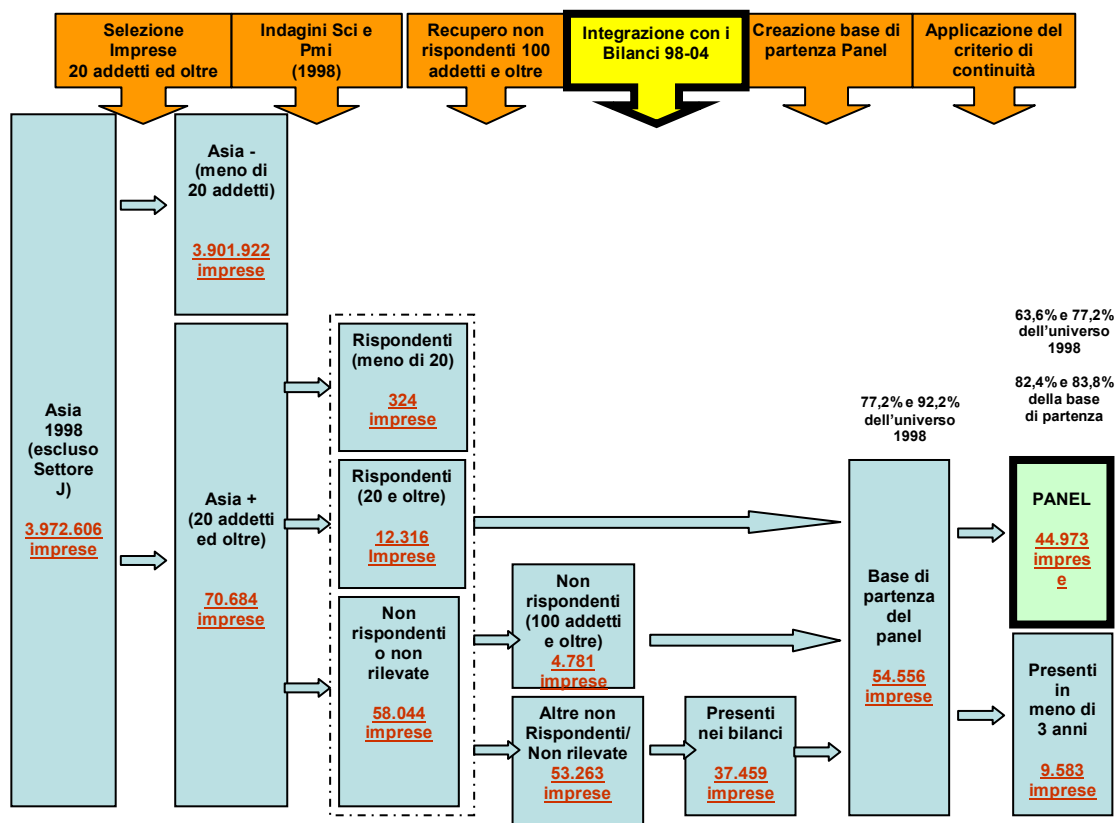 Selezione
Imprese
20 addetti ed oltre
Indagini Sci e
Pmi
(1998)
Recupero non
rispondenti 100
addetti e oltre
Integrazione con i
Bilanci 98-04
Creazione base di
partenza Panel
Applicazione del
criterio di
continuità
Asia
1998
(escluso
Settore
J)
3.972.606
imprese
Asia -
(meno di
20 addetti)
3.901.922
imprese
Asia +
(20 addetti
ed oltre)
70.684
imprese
Rispondenti
(meno di 20)
324
imprese
Rispondenti
(20 e oltre)
12.316
Imprese
Non
rispondenti
o non
rilevate
58.044
imprese
Non
rispondenti
(100 addetti
e oltre)
4.781
imprese
Altre non
Rispondenti/
Non rilevate
53.263
imprese
Presenti
nei bilanci
37.459
imprese
77,2% e 92,2%
dell'universo
1998
Base di
partenza
del
panel
54.556
imprese
63,6% e 77,2%
dell'universo
1998
82,4% e 83,8%
della base
di partenza
PANEL
44.973
impres
e
Presenti
in
meno di
3 anni
9.583
imprese